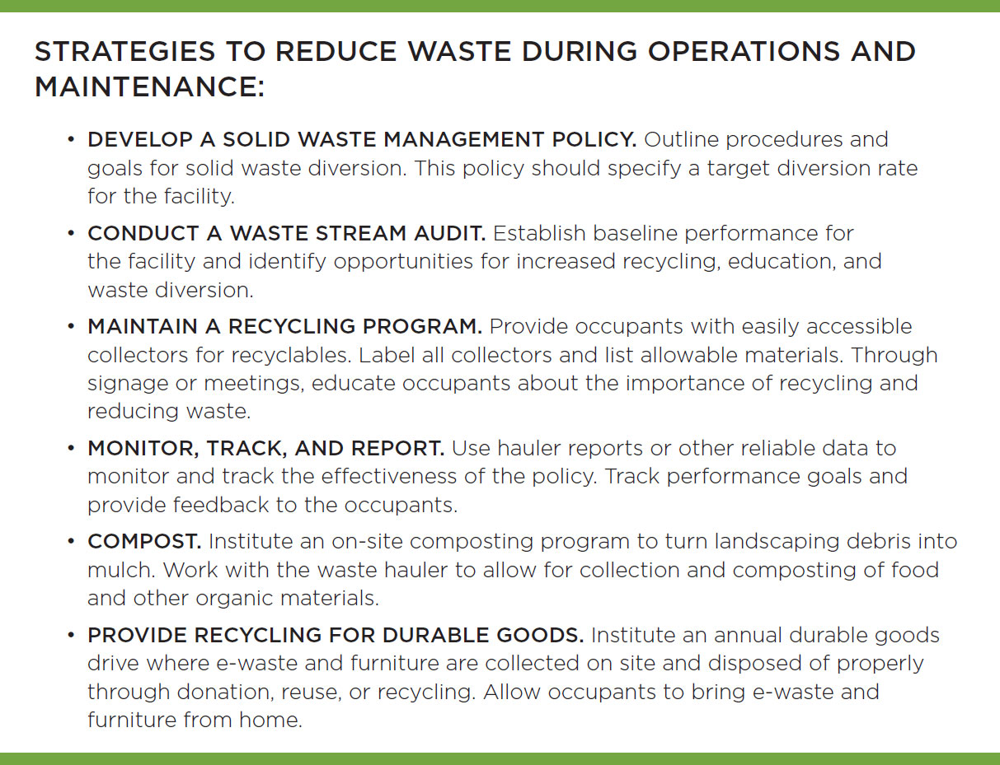 STRATEGIES TO REDUCE WASTE DURING OPERATIONS AND
MAINTENANCE:
• DEVELOP A SOLID WASTE MANAGEMENT POLICY. Outline procedures and
goals for solid waste diversion. This policy should specify a target diversion rate
for the facility.
• CONDUCT A WASTE STREAM AUDIT. Establish baseline performance for
the facility and identify opportunities for increased recycling, education, and
waste diversion.
• MAINTAIN A RECYCLING PROGRAM. Provide occupants with easily accessible
collectors for recyclables. Label all collectors and list allowable materials. Through
signage or meetings, educate occupants about the importance of recycling and
reducing waste.
• MONITOR, TRACK, AND REPORT. Use hauler reports or other reliable data to
monitor and track the effectiveness of the policy. Track performance goals and
provide feedback to the occupants.
• COMPOST. Institute an on-site composting program to turn landscaping debris into
mulch. Work with the waste hauler to allow for collection and composting of food
and other organic materials.
• PROVIDE RECYCLING FOR DURABLE GOODS. Institute an annual durable goods
drive where e-waste and furniture are collected on site and disposed of properly
through donation, reuse, or recycling. Allow occupants to bring e-waste and
furniture from home.